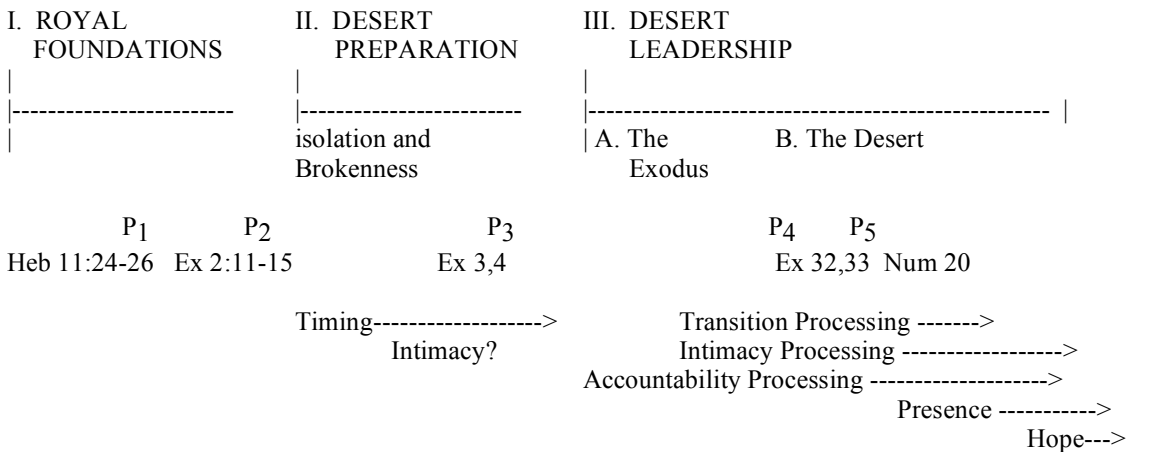 I. ROYAL II. DESERT III. DESERT
FOUNDATIONS PREPARATION LEADERSHIP
| | |
|------------------------- |------------------------ |--------------------------------------------------- |
| isolation and | A. The B. The Desert
Brokenness Exodus
P1 P2 P3 P4 P5
Heb 11:24-26 Ex 2:11-15 Ex 3,4 Ex 32,33 Num 20
Timing-------------------> Transition Processing ------->
Intimacy? Intimacy Processing ------------------>
Accountability Processing -------------------->
Presence ----------->
Hope--->